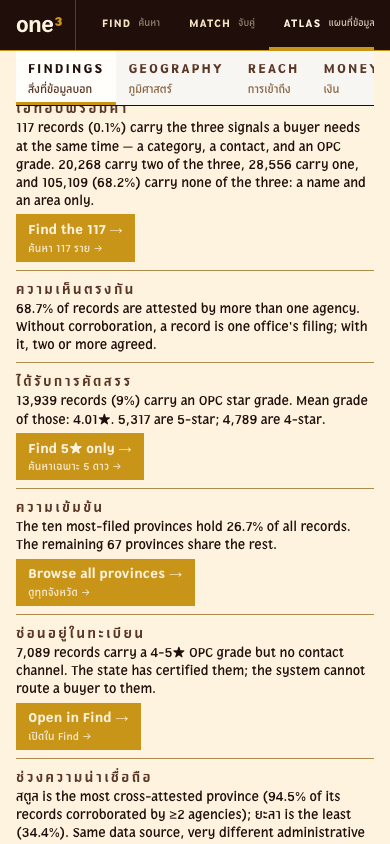 one³
FIND ค้นหา
MATCH จับคู่
ATLAS แผนที่ข้อมูล
FINDINGS
สิ่งที่ข้อมูลบอก
GEOGRAPHY
ภูมิศาสตร์
REACH
การเข้าถึง
MONEY
เงิน
117 records (0.1%) carry the three signals a buyer needs
at the same time — a category, a contact, and an OPC
grade. 20,268 carry two of the three, 28,556 carry one,
and 105,109 (68.2%) carry none of the three: a name and
an area only.
Find the 117 →
ค้นหา 117 ราย →
ความเห็นตรงกัน
68.7% of records are attested by more than one agency.
Without corroboration, a record is one office's filing; with
it, two or more agreed.
ได้รับการคัดสรร
13,939 records (9%) carry an OPC star grade. Mean grade
of those: 4.01★. 5,317 are 5-star; 4,789 are 4-star.
Find 5★ only →
ค้นหาเฉพาะ 5 ดาว →
ความเข้มข้น
The ten most-filed provinces hold 26.7% of all records.
The remaining 67 provinces share the rest.
Browse all provinces →
ดูทุกจังหวัด →
ซ่อนอยู่ในทะเบียน
7,089 records carry a 4-5★ OPC grade but no contact
channel. The state has certified them; the system cannot
route a buyer to them.
Open in Find →
เปิดใน Find →
ช่วงความน่าเชื่อถือ
สตูล is the most cross-attested province (94.5% of its
records corroborated by ≥2 agencies); ยะลา is the least
(34.4%). Same data source, very different administrative